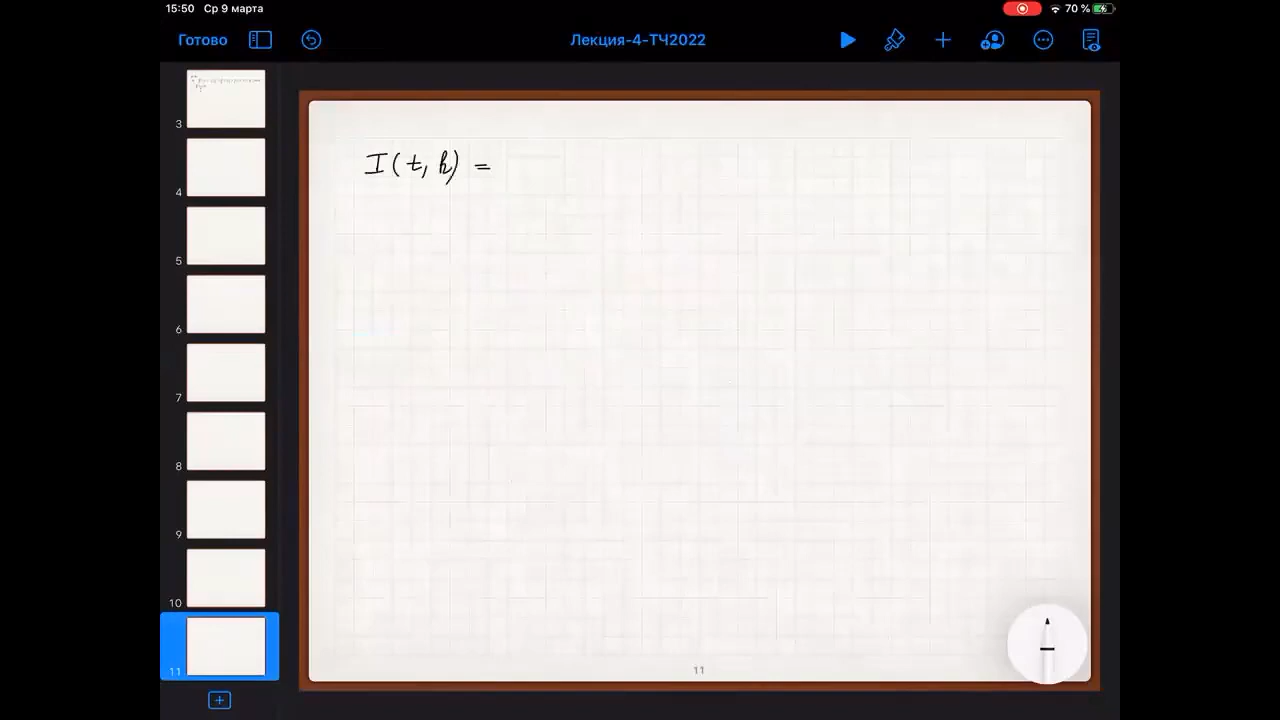 15:50 Ср 9 марта
70 %
Готово
Лекция-4-ТЧ2022
3
4
5
6
7
8
9
10
11
I(t, h) =
11